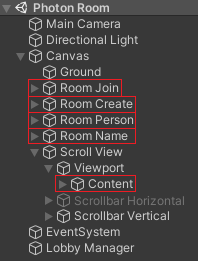 Photon Room
Main Camera
Directional Light
Canvas
Ground
Room Join
Room Create
Room Person
Room Name
Scroll View
Viewport
Content
Scrollbar Horizontal
Scrollbar Vertical
EventSystem
Lobby Manager